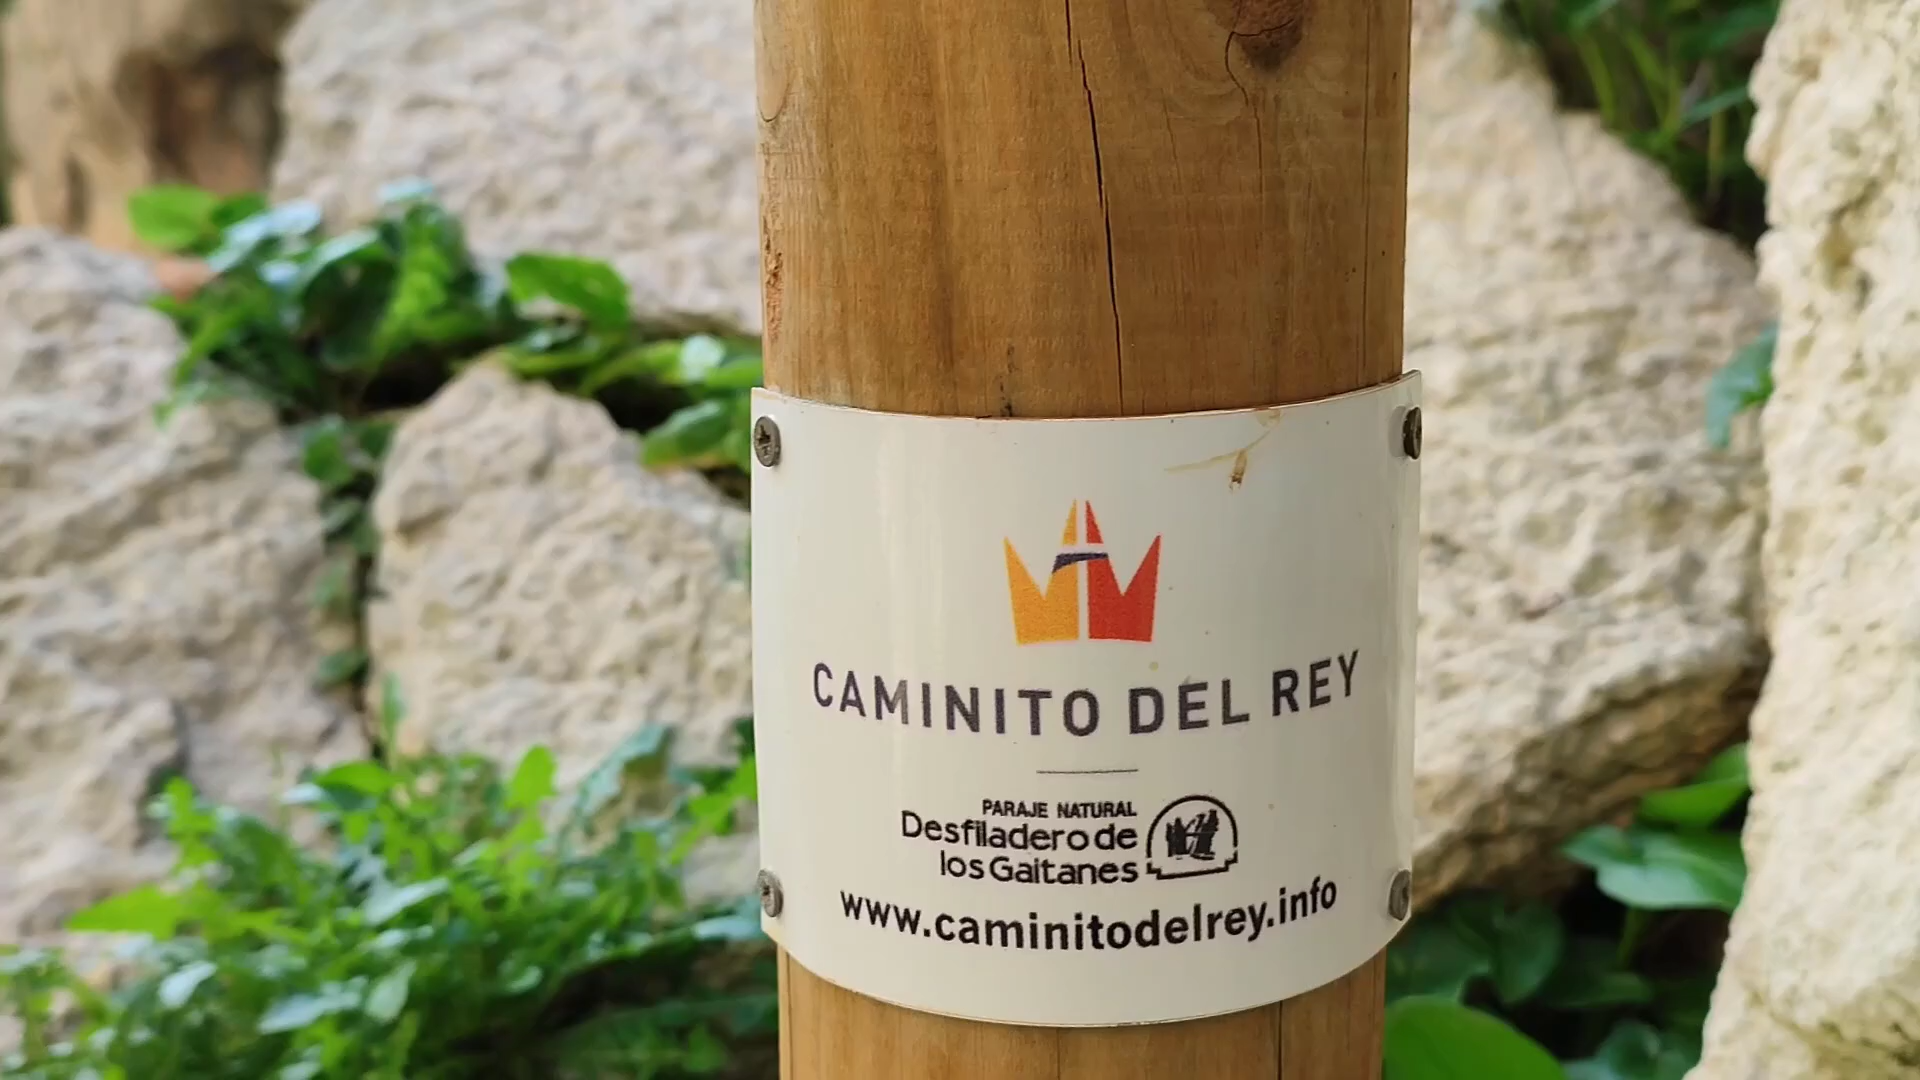 CAMINITO DEL REY
PARAJE NATURAL
Desfiladero de
los Gaitanes
www.caminitodelrey.info